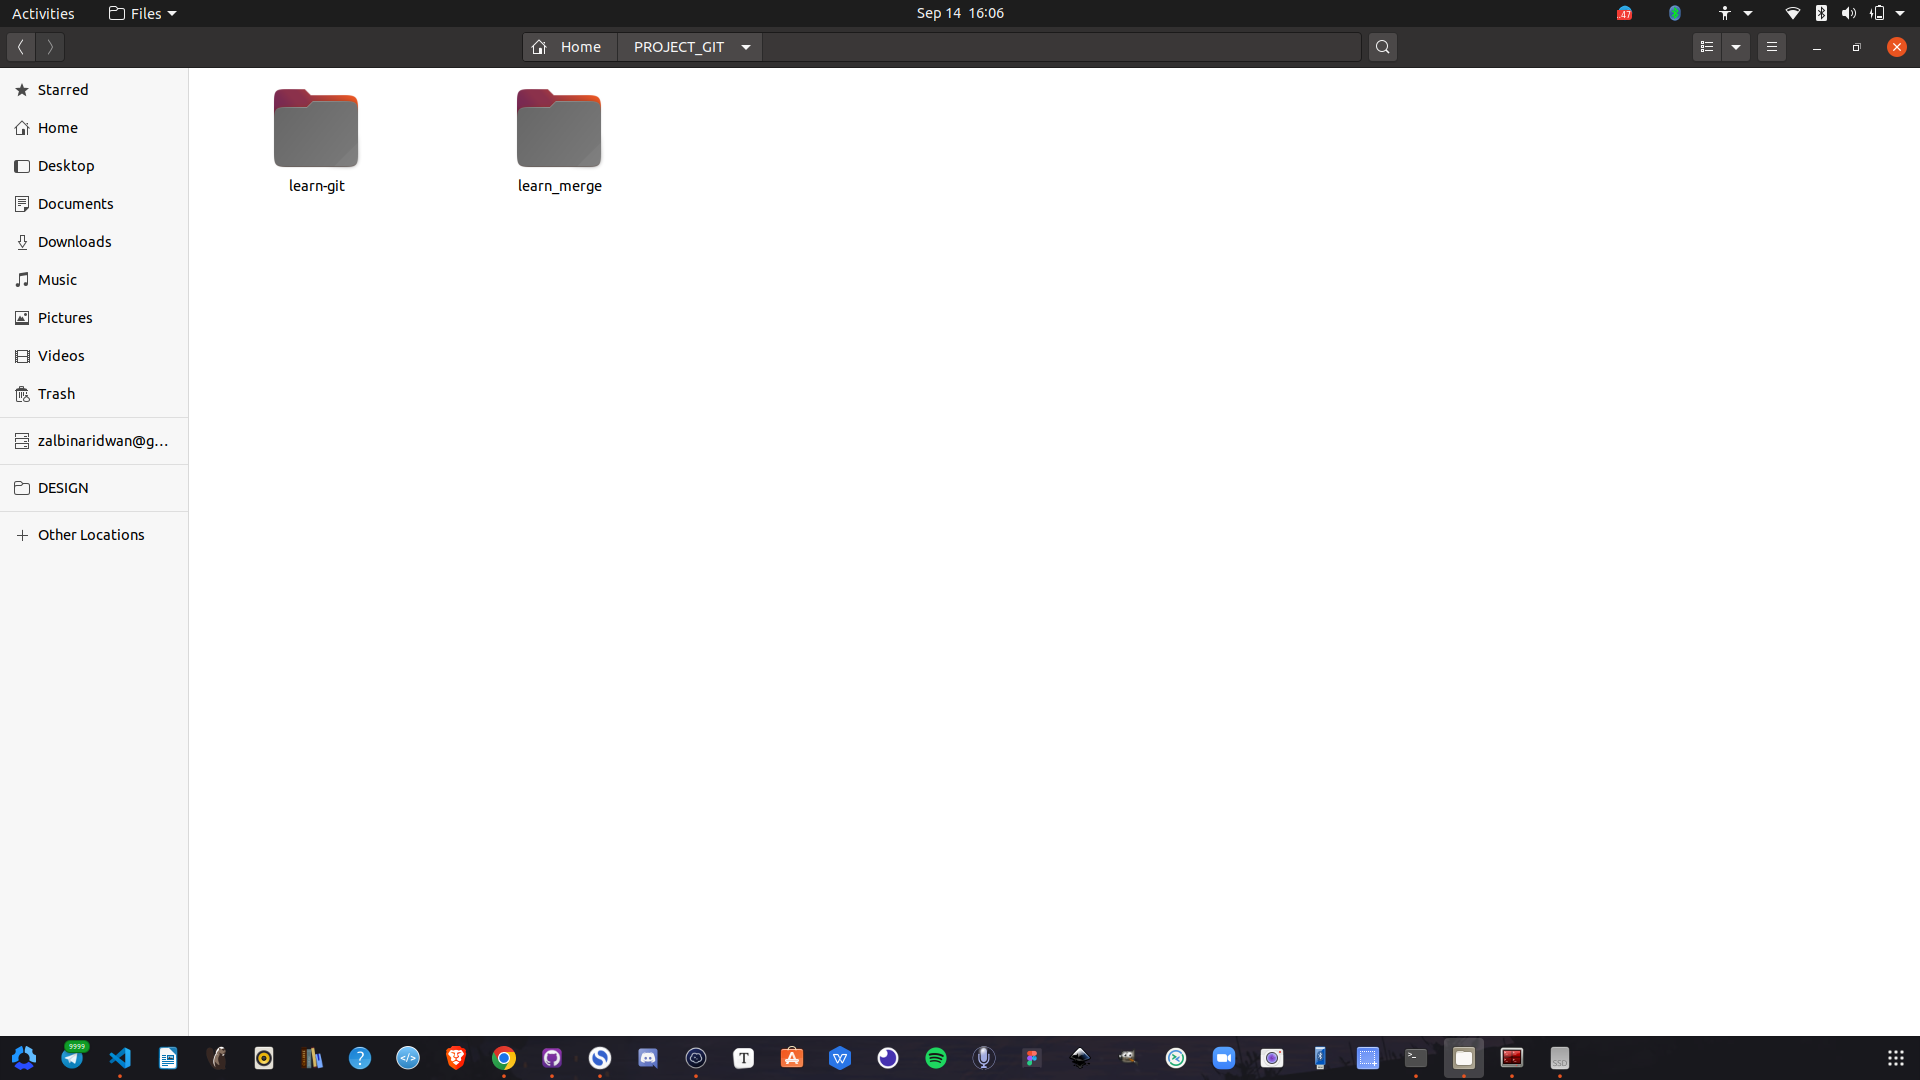 Activities
Files
Sep 14 16:06
47
Home
PROJECT_GIT
Starred
Home
Desktop
Documents
Downloads
Music
Pictures
Videos
Trash
zalbinaridwan@g…
DESIGN
Other Locations
learn-git
learn_merge
9999
SSD